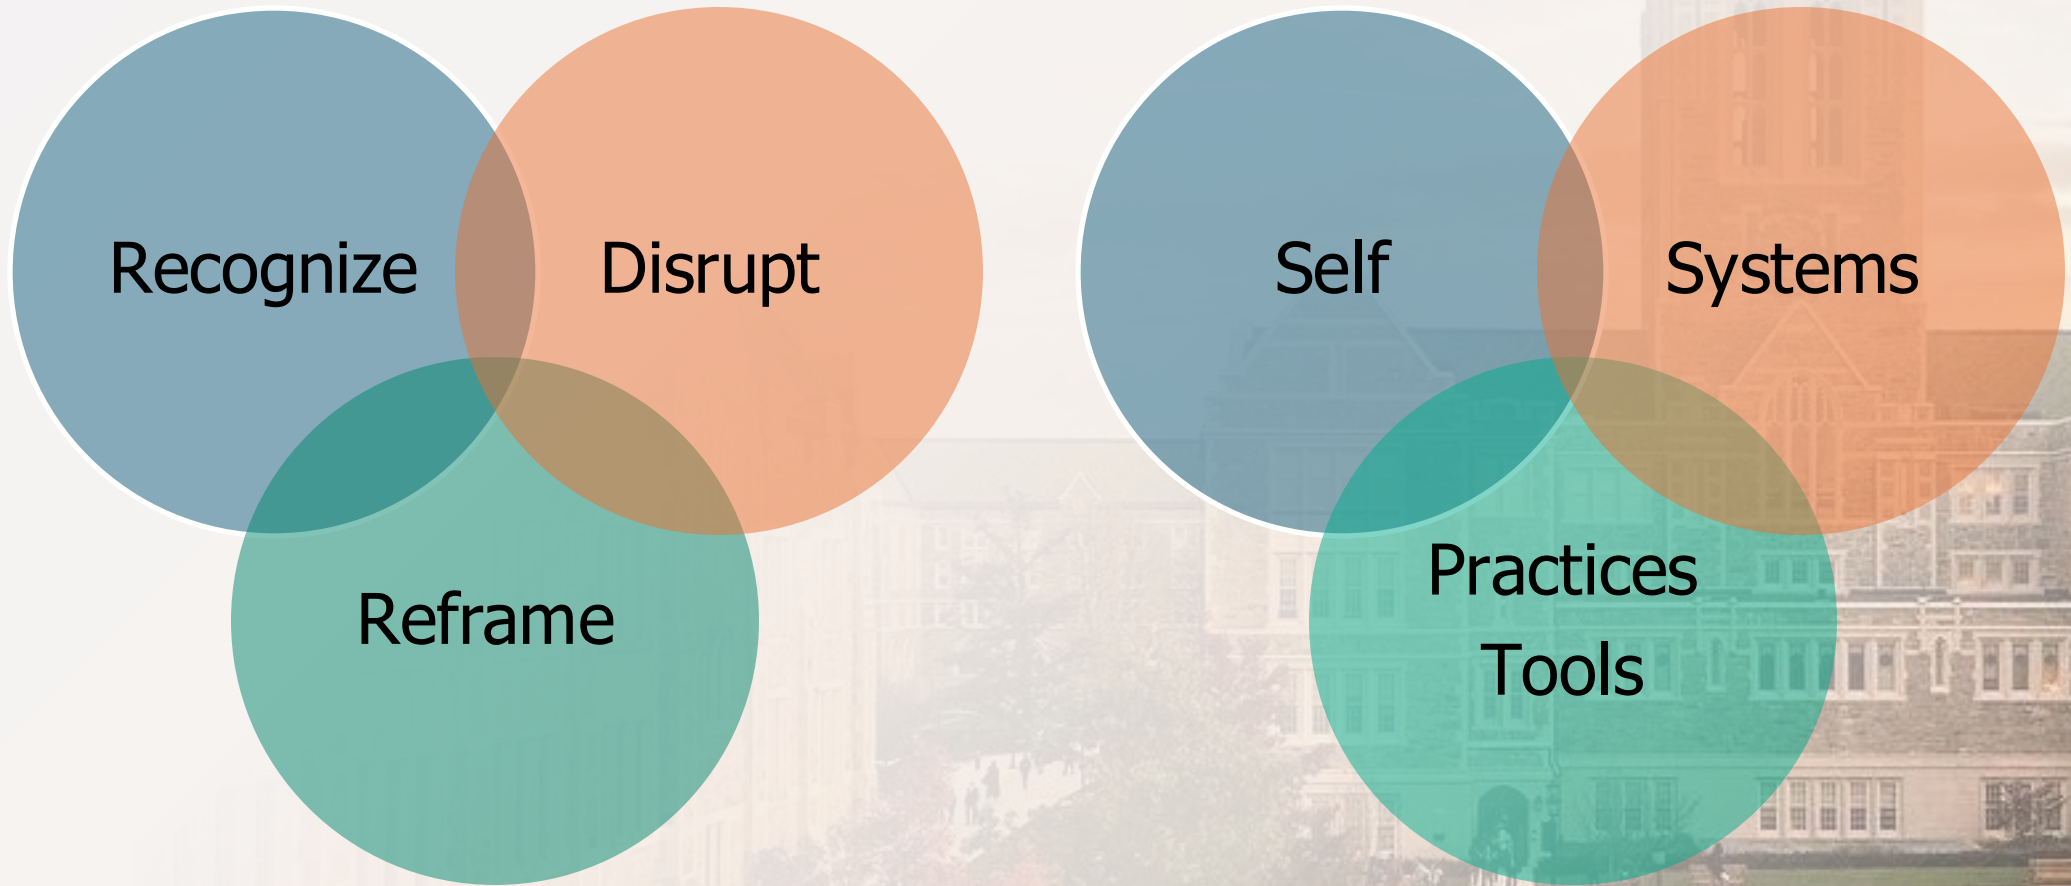 Recognize
Disrupt
Reframe
Self
Systems
Practices
Tools